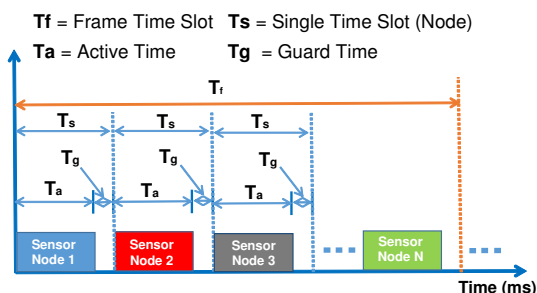 Tf = Frame Time Slot Ts = Single Time Slot (Node)
Ta = Active Time Tg = Guard Time
Tf
Ts Ts Ts
Tg Tg Tg
Ta Ta Ta
Sensor Node 1
Sensor Node 2
Sensor Node 3
Sensor Node N
Time (ms)